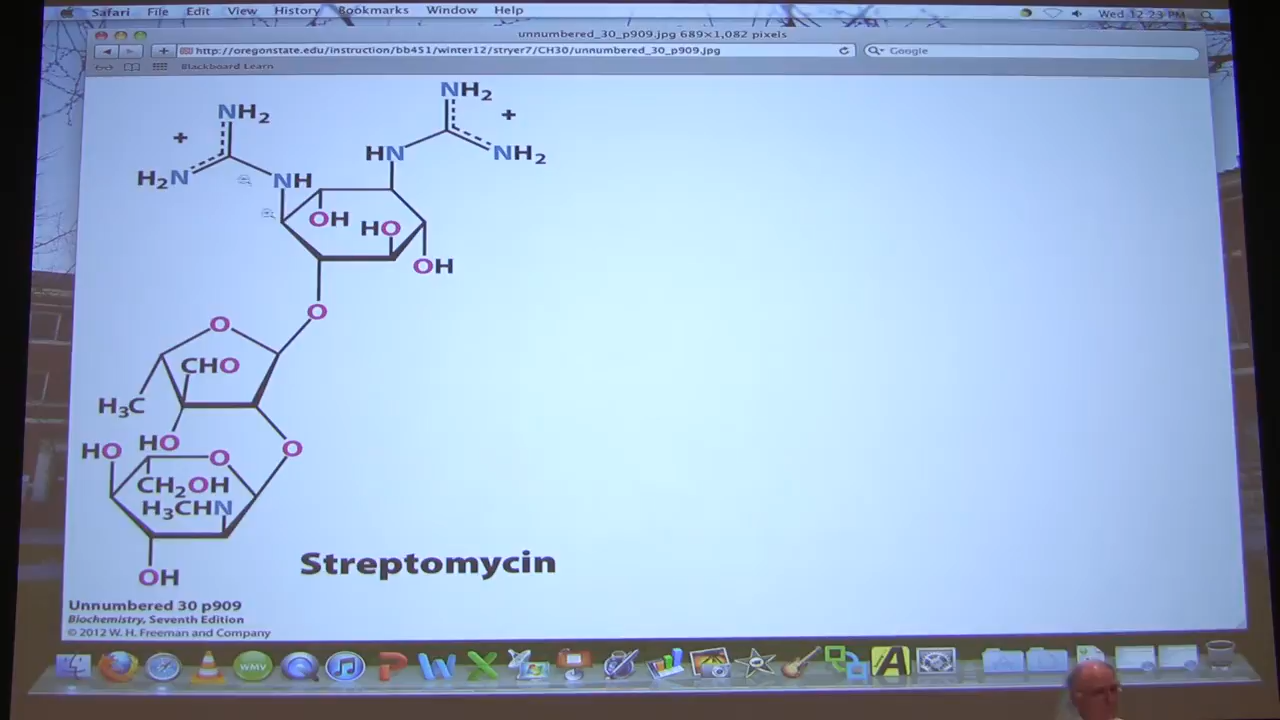 Safari File Edit View History Bookmarks Window Help Wed 12:23 PM
unnumbered_30_p909.jpg 689×1,082 pixels
http://oregonstate.edu/instruction/bb451/winter12/stryer7/CH30/unnumbered_30_p909.jpg Google
Blackboard Learn
NH2
+
NH2
+
HN
NH2
H2N
NH
OH
HO
OH
O
O
CHO
H3C
HO
HO
O
O
CH2OH
H3CHN
OH
Streptomycin
Unnumbered 30 p909
Biochemistry, Seventh Edition
© 2012 W. H. Freeman and Company
WMV